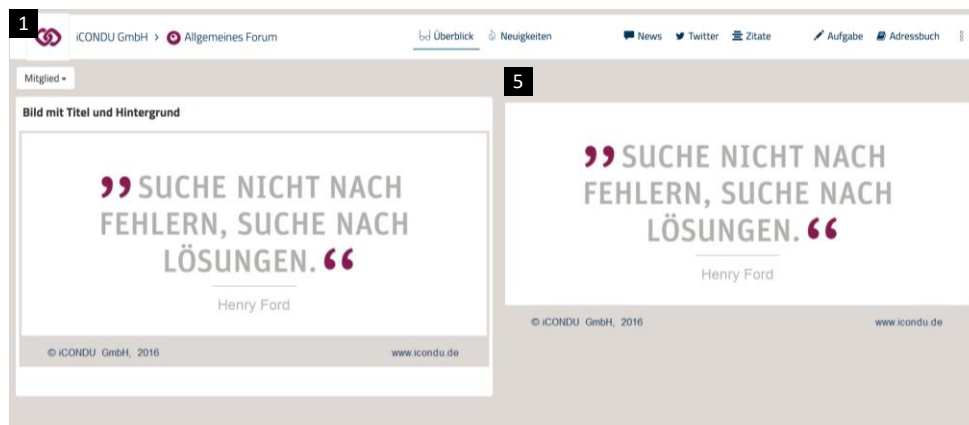 1
iCONDU GmbH > Allgemeines Forum
Überblick Neuigkeiten
News Twitter Zitate
Aufgabe Adressbuch
Mitglied
Bild mit Titel und Hintergrund
,, SUCHE NICHT NACH
FEHLERN, SUCHE NACH
LÖSUNGEN. “
Henry Ford
© iCONDU GmbH, 2016 www.icondu.de
5
,, SUCHE NICHT NACH
FEHLERN, SUCHE NACH
LÖSUNGEN. “
Henry Ford
© iCONDU GmbH, 2016 www.icondu.de